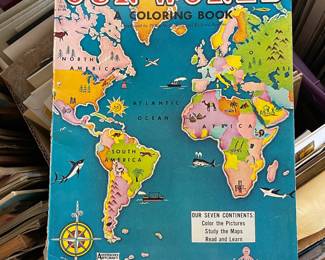 OUR WORLD
A COLORING BOOK
NORTH
AMERICA
ATLANTIC
OCEAN
AFRICA
SOUTH
AMERICA
OUR SEVEN CONTINENTS:
Color the Pictures
Study the Maps
Read and Learn